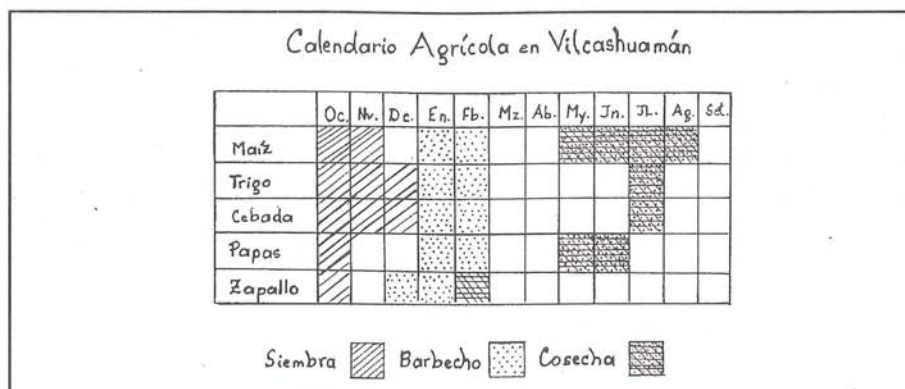 Calendario Agrícola en Vilcashuamán
Oc. Nv. Dc. En. Fb. Mz. Ab. My. Jn. Jl. Ag. Set.
Maíz
Trigo
Cebada
Papas
Zapallo
Siembra Barbecho Cosecha